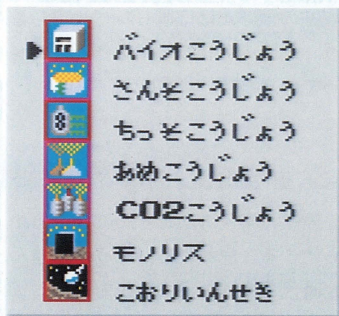 バイオこうじょう
さんそこうじょう
ちっそこうじょう
あめこうじょう
CO2こうじょう
モノリス
こおりいんせき